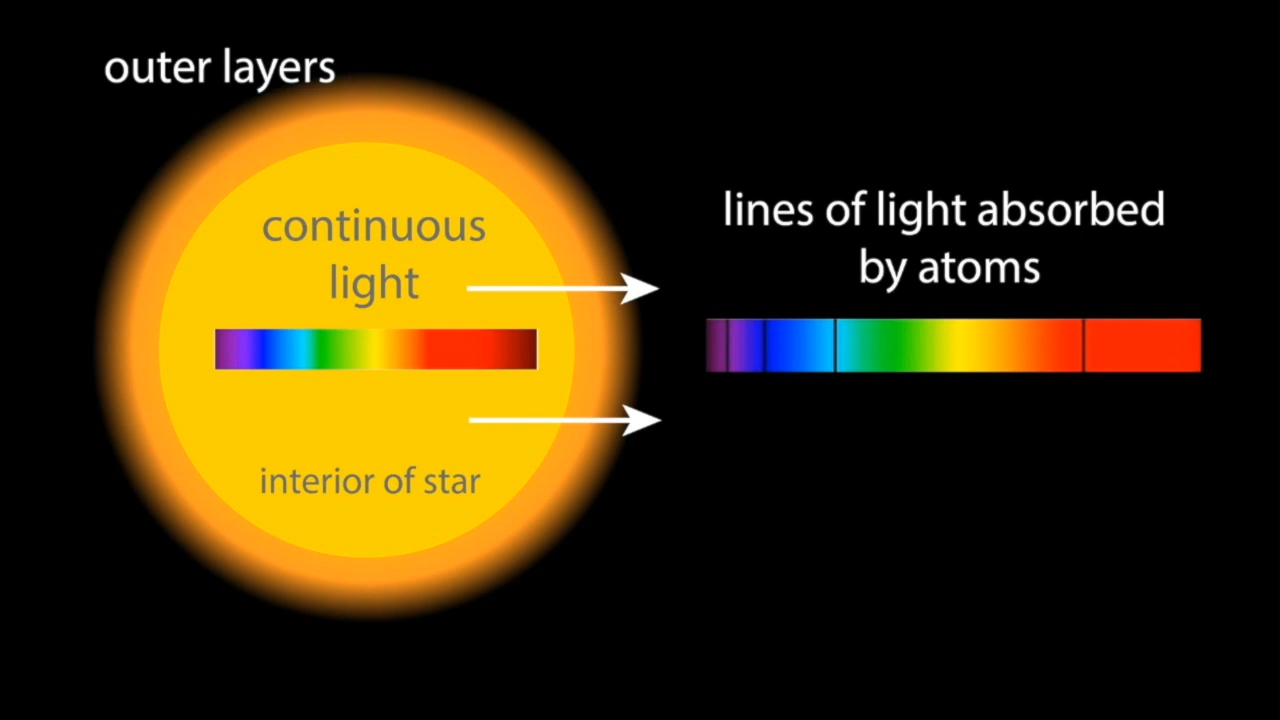 outer layers
continuous
light
interior of star
lines of light absorbed
by atoms